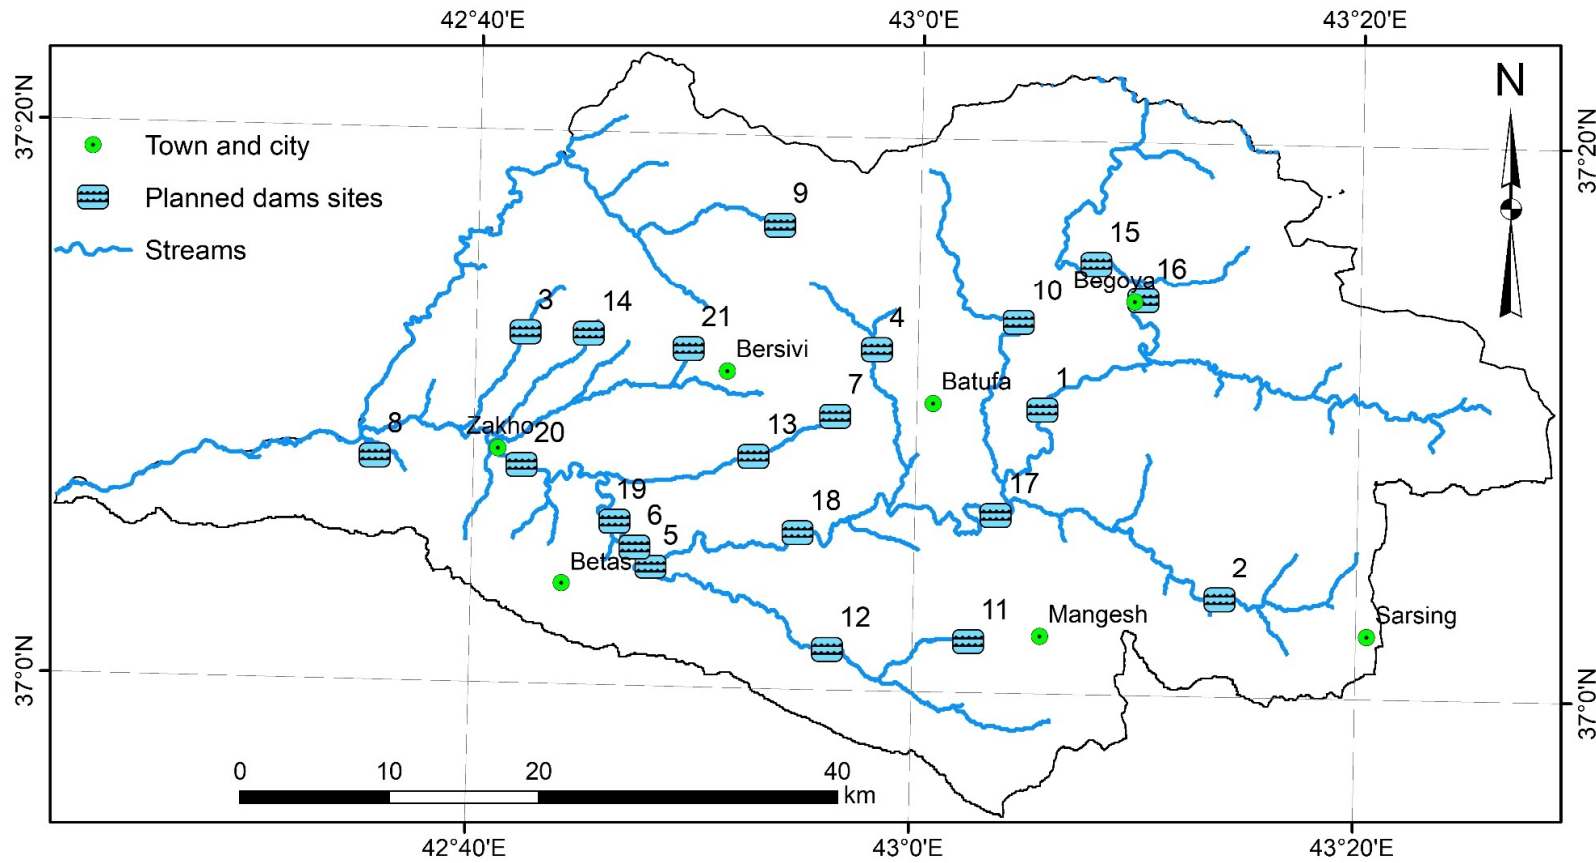 42°40'E
43°0'E
43°20'E
37°20'N
37°20'N
N
Town and city
Planned dams sites
Streams
9
15
16
Begova
10
3
14
21
Bersivi
4
7
Batufa
1
8
Zakho
20
13
19
6
5
18
17
Betas
2
12
11
Mangesh
Sarsing
37°0'N
37°0'N
0
10
20
40
km
42°40'E
43°0'E
43°20'E